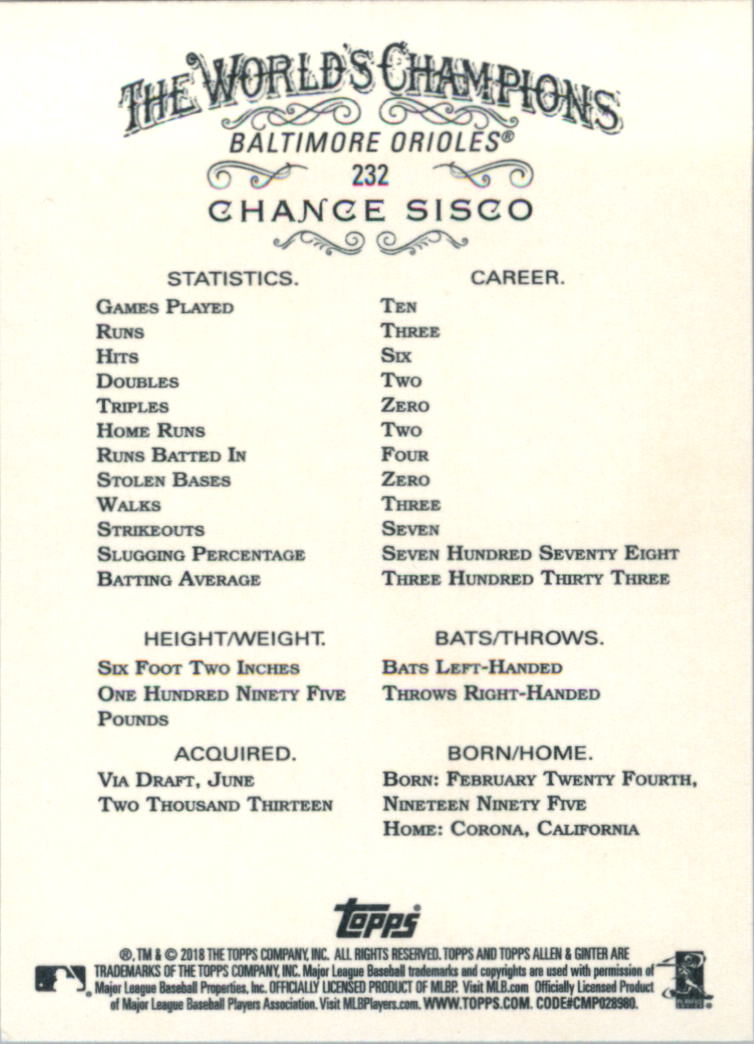 THE WORLD'S CHAMPIONS
BALTIMORE ORIOLES®
232
CHANCE SISCO
STATISTICS. CAREER.
GAMES PLAYED TEN
RUNS THREE
HITS SIX
DOUBLES TWO
TRIPLES ZERO
HOME RUNS TWO
RUNS BATTED IN FOUR
STOLEN BASES ZERO
WALKS THREE
STRIKEOUTS SEVEN
SLUGGING PERCENTAGE SEVEN HUNDRED SEVENTY EIGHT
BATTING AVERAGE THREE HUNDRED THIRTY THREE
HEIGHT/WEIGHT.
SIX FOOT TWO INCHES
ONE HUNDRED NINETY FIVE
POUNDS
BATS/THROWS.
BATS LEFT-HANDED
THROWS RIGHT-HANDED
ACQUIRED.
VIA DRAFT, JUNE
TWO THOUSAND THIRTEEN
BORN/HOME.
BORN: FEBRUARY TWENTY FOURTH,
NINETEEN NINETY FIVE
HOME: CORONA, CALIFORNIA
topps®
®, TM & © 2018 THE TOPPS COMPANY, INC. ALL RIGHTS RESERVED. TOPPS AND TOPPS ALLEN & GINTER ARE
TRADEMARKS OF THE TOPPS COMPANY, INC. Major League Baseball trademarks and copyrights are used with permission of
Major League Baseball Properties, Inc. OFFICIALLY LICENSED PRODUCT OF MLBP. Visit MLB.com Officially Licensed Product
of Major League Baseball Players Association. Visit MLBPlayers.com. WWW.TOPPS.COM. CODE#CMP028980.